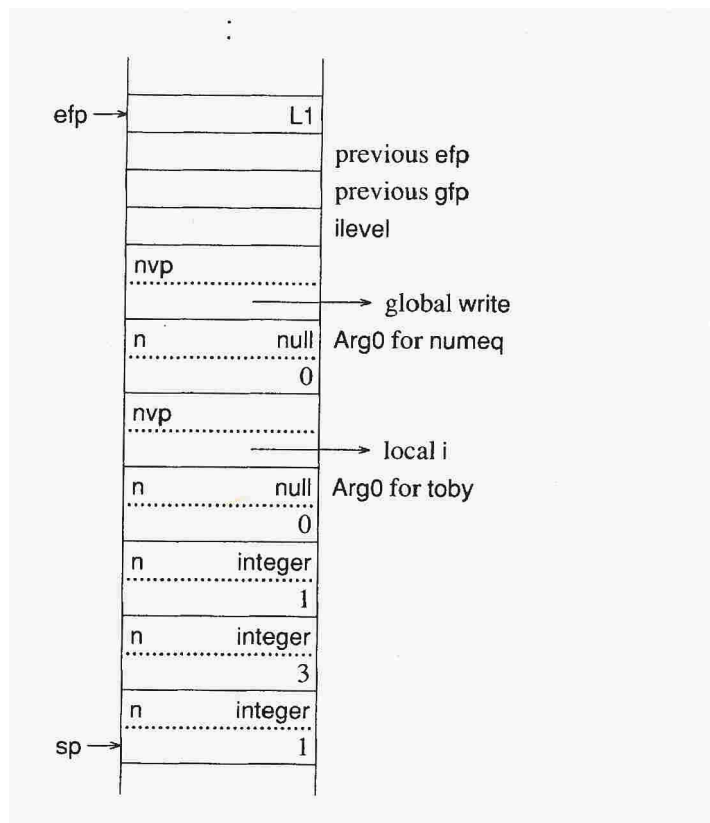 :
efp L1
previous efp
previous gfp
ilevel
nvp
global write
n null Arg0 for numeq
0
nvp
local i
n null Arg0 for toby
0
n integer
1
n integer
3
n integer
sp 1